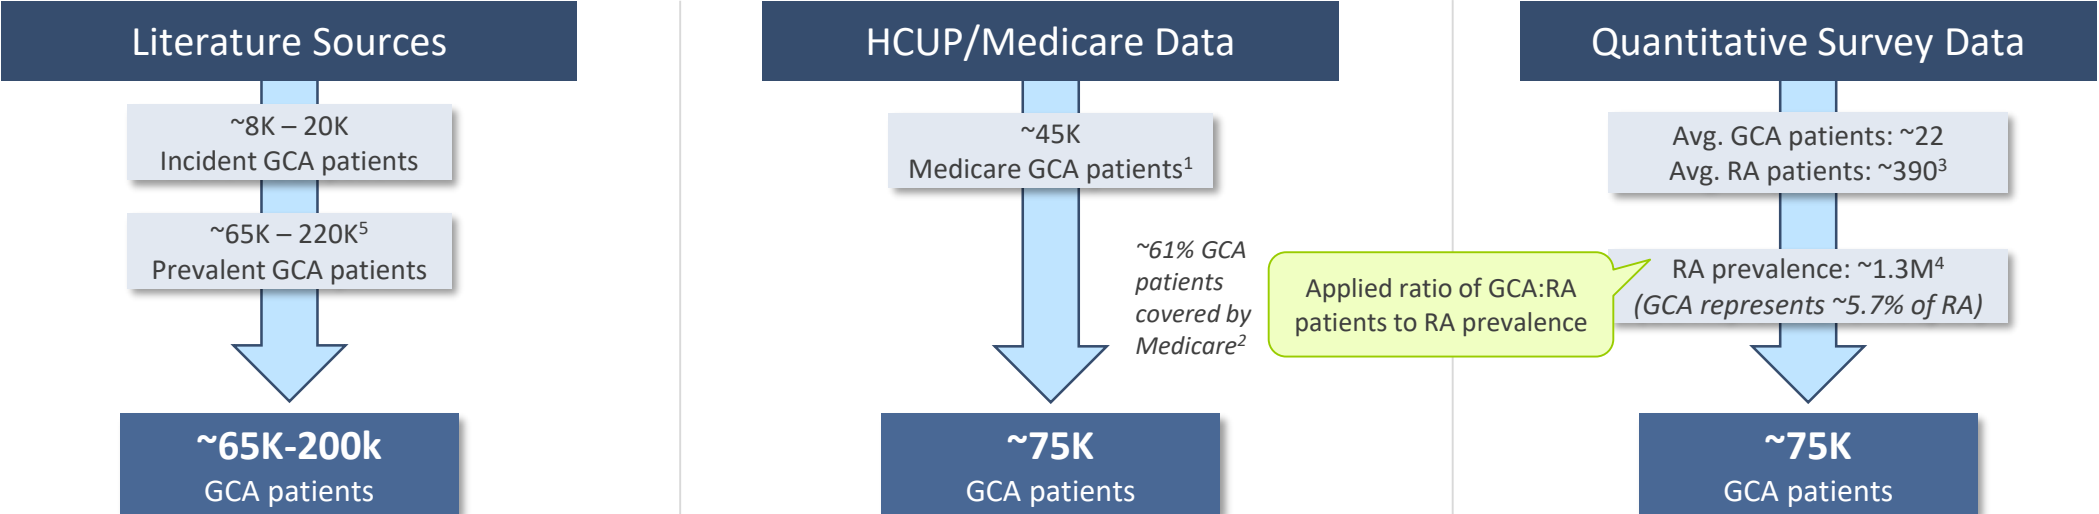 Literature Sources
~8K – 20K
Incident GCA patients
~65K – 220K⁵
Prevalent GCA patients
~65K-200k
GCA patients
HCUP/Medicare Data
~45K
Medicare GCA patients¹
~61% GCA
patients
covered by
Medicare²
~75K
GCA patients
Quantitative Survey Data
Avg. GCA patients: ~22
Avg. RA patients: ~390³
Applied ratio of GCA:RA
patients to RA prevalence
RA prevalence: ~1.3M⁴
(GCA represents ~5.7% of RA)
~75K
GCA patients